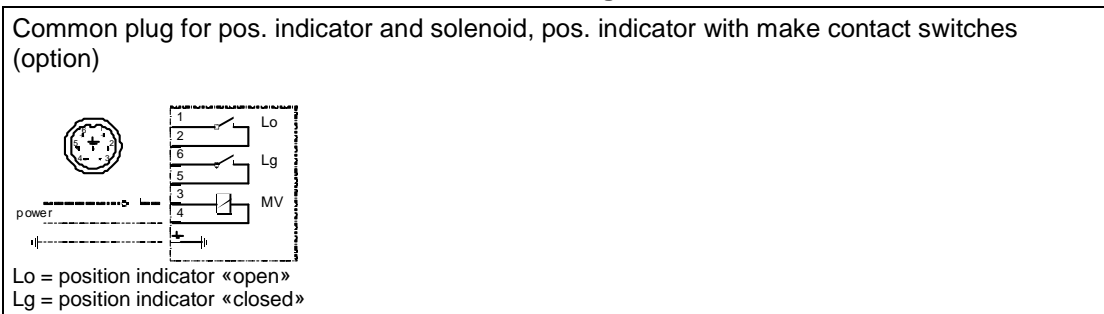 Common plug for pos. indicator and solenoid, pos. indicator with make contact switches
(option)
1
Lo
2
6
Lg
5
3
MV
4
power
Lo = position indicator «open»
Lg = position indicator «closed»